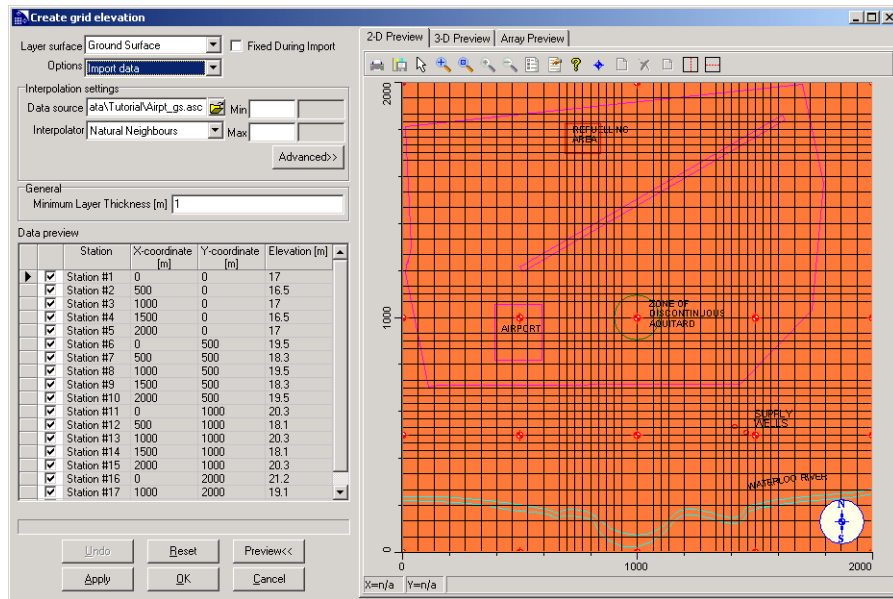 Create grid elevation
Layer surface Ground Surface Fixed During Import
Options Import data
Interpolation settings
Data source ata\Tutorial\Airpt_gs.asc Min
Interpolator Natural Neighbours Max
Advanced>>
General
Minimum Layer Thickness [m] 1
Data preview
Station X-coordinate [m] Y-coordinate [m] Elevation [m]
Station #1 0 0 17
Station #2 500 0 16.5
Station #3 1000 0 17
Station #4 1500 0 16.5
Station #5 2000 0 17
Station #6 0 500 19.5
Station #7 500 500 18.3
Station #8 1000 500 19.5
Station #9 1500 500 18.3
Station #10 2000 500 19.5
Station #11 0 1000 20.3
Station #12 500 1000 18.1
Station #13 1000 1000 20.3
Station #14 1500 1000 18.1
Station #15 2000 1000 20.3
Station #16 0 2000 21.2
Station #17 1000 2000 19.1
Undo Reset Preview<<
Apply OK Cancel
2-D Preview 3-D Preview Array Preview
2000
REFUELLING
AREA
1000
ZONE OF
DISCONTINUOUS
AQUITARD
AIRPORT
SUPPLY
WELLS
WATERLOO RIVER
N
S
0
0 1000 2000
X=n/a Y=n/a